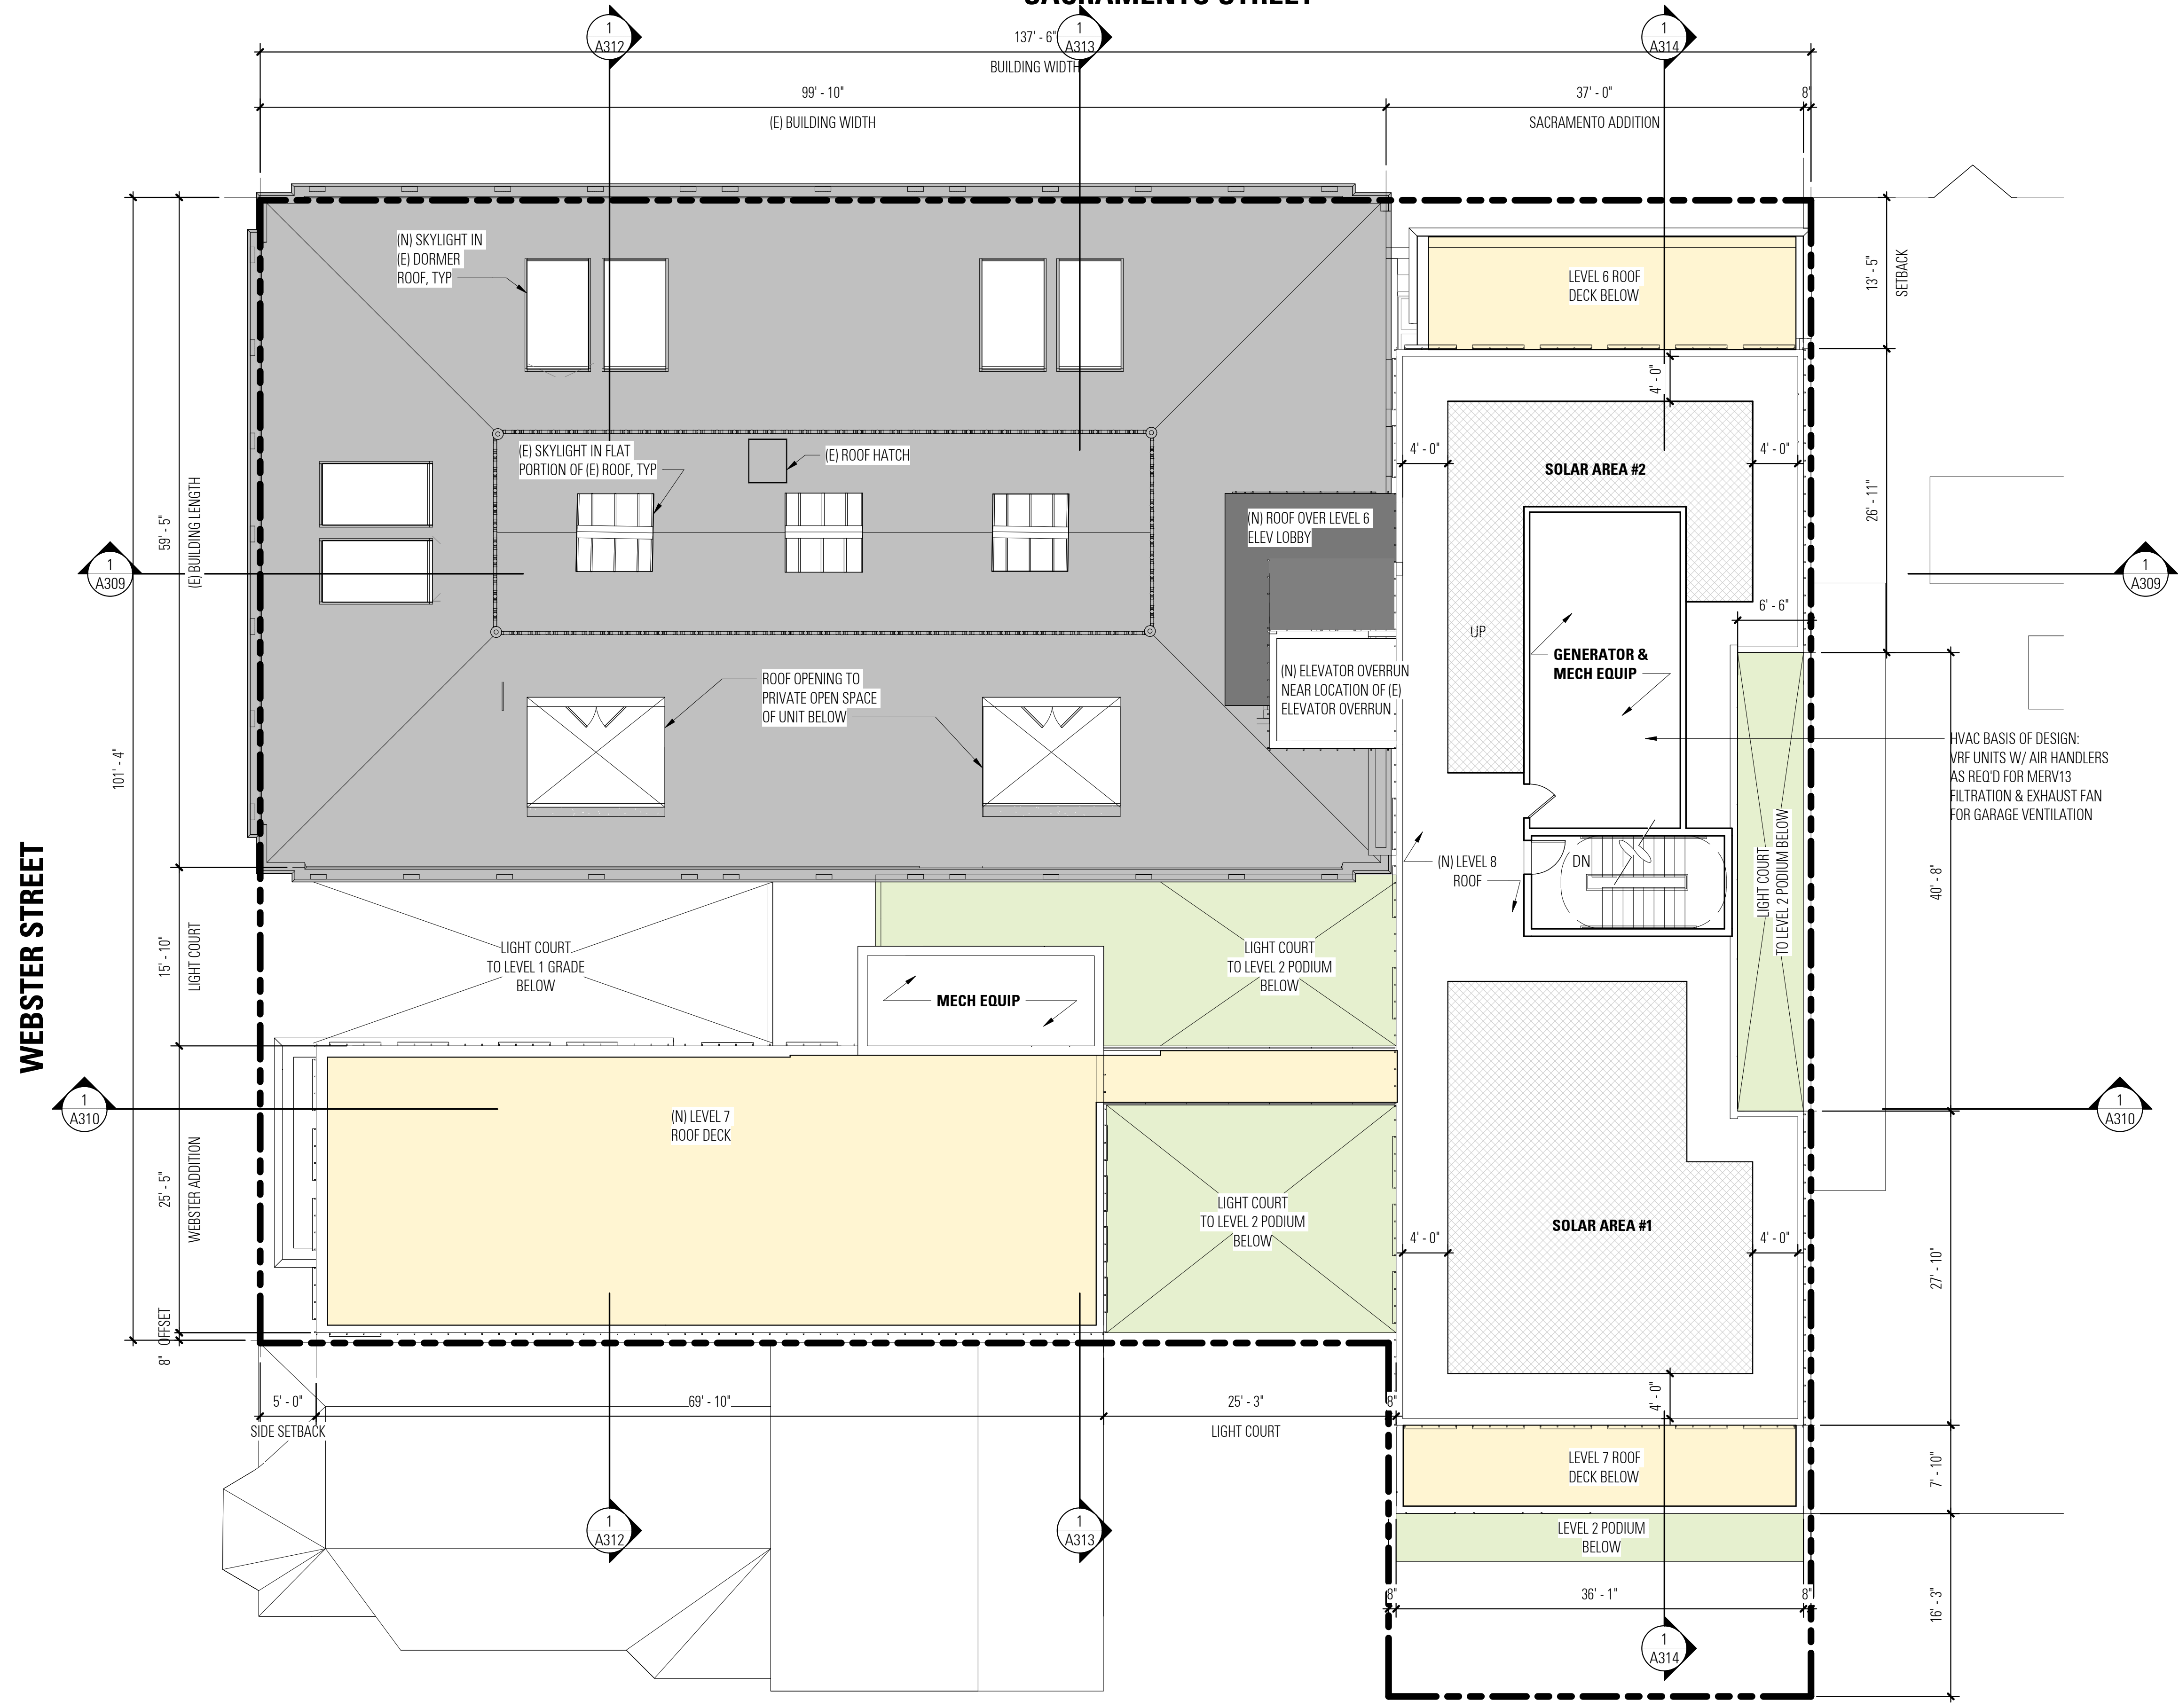 SACRAMENTO STREET
1
A312
1
A313
1
A314
137' - 6"
BUILDING WIDTH
99' - 10"
(E) BUILDING WIDTH
37' - 0"
SACRAMENTO ADDITION
8"
(N) SKYLIGHT IN
(E) DORMER
ROOF, TYP
LEVEL 6 ROOF
DECK BELOW
13' - 5"
SETBACK
4' - 0"
(E) SKYLIGHT IN FLAT
PORTION OF (E) ROOF, TYP
(E) ROOF HATCH
4' - 0"
4' - 0"
SOLAR AREA #2
26' - 11"
(N) ROOF OVER LEVEL 6
ELEV LOBBY
59' - 5"
(E) BUILDING LENGTH
1
A309
1
A309
6' - 6"
UP
GENERATOR &
MECH EQUIP
(N) ELEVATOR OVERRUN
NEAR LOCATION OF (E)
ELEVATOR OVERRUN
ROOF OPENING TO
PRIVATE OPEN SPACE
OF UNIT BELOW
HVAC BASIS OF DESIGN:
VRF UNITS W/ AIR HANDLERS
AS REQ'D FOR MERV13
FILTRATION & EXHAUST FAN
FOR GARAGE VENTILATION
101' - 4"
(N) LEVEL 8
ROOF
DN
LIGHT COURT
TO LEVEL 2 PODIUM BELOW
40' - 8"
WEBSTER STREET
15' - 10"
LIGHT COURT
LIGHT COURT
TO LEVEL 1 GRADE
BELOW
LIGHT COURT
TO LEVEL 2 PODIUM
BELOW
MECH EQUIP
1
A310
1
A310
(N) LEVEL 7
ROOF DECK
25' - 5"
WEBSTER ADDITION
LIGHT COURT
TO LEVEL 2 PODIUM
BELOW
SOLAR AREA #1
4' - 0"
4' - 0"
27' - 10"
8"
OFFSET
5' - 0"
SIDE SETBACK
69' - 10"
25' - 3"
LIGHT COURT
8"
4' - 0"
LEVEL 7 ROOF
DECK BELOW
7' - 10"
LEVEL 2 PODIUM
BELOW
1
A312
1
A313
8"
36' - 1"
8"
16' - 3"
1
A314